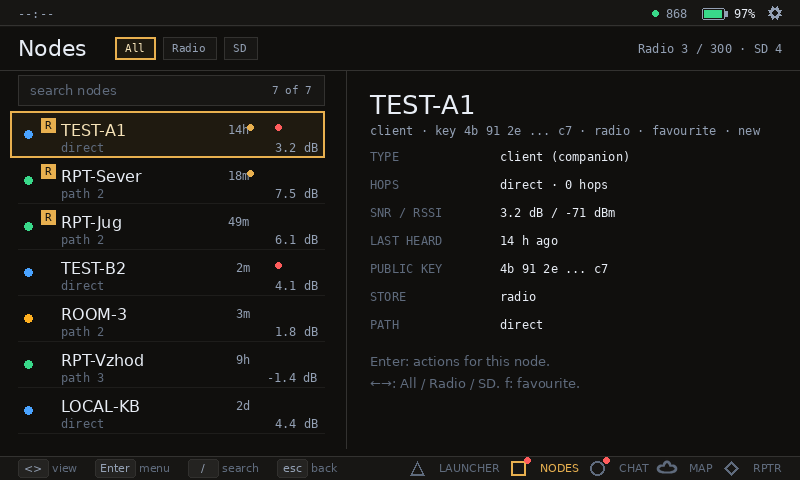 --:--
868 97%
Nodes All Radio SD Radio 3 / 300 · SD 4
search nodes 7 of 7
R TEST-A1 14h
direct 3.2 dB
R RPT-Sever 18m
path 2 7.5 dB
R RPT-Jug 49m
path 2 6.1 dB
TEST-B2 2m
direct 4.1 dB
ROOM-3 3m
path 2 1.8 dB
RPT-Vzhod 9h
path 3 -1.4 dB
LOCAL-KB 2d
direct 4.4 dB
TEST-A1
client · key 4b 91 2e ... c7 · radio · favourite · new
TYPE client (companion)
HOPS direct · 0 hops
SNR / RSSI 3.2 dB / -71 dBm
LAST HEARD 14 h ago
PUBLIC KEY 4b 91 2e ... c7
STORE radio
PATH direct
Enter: actions for this node.
←→: All / Radio / SD. f: favourite.
<> view Enter menu / search esc back LAUNCHER NODES CHAT MAP RPTR